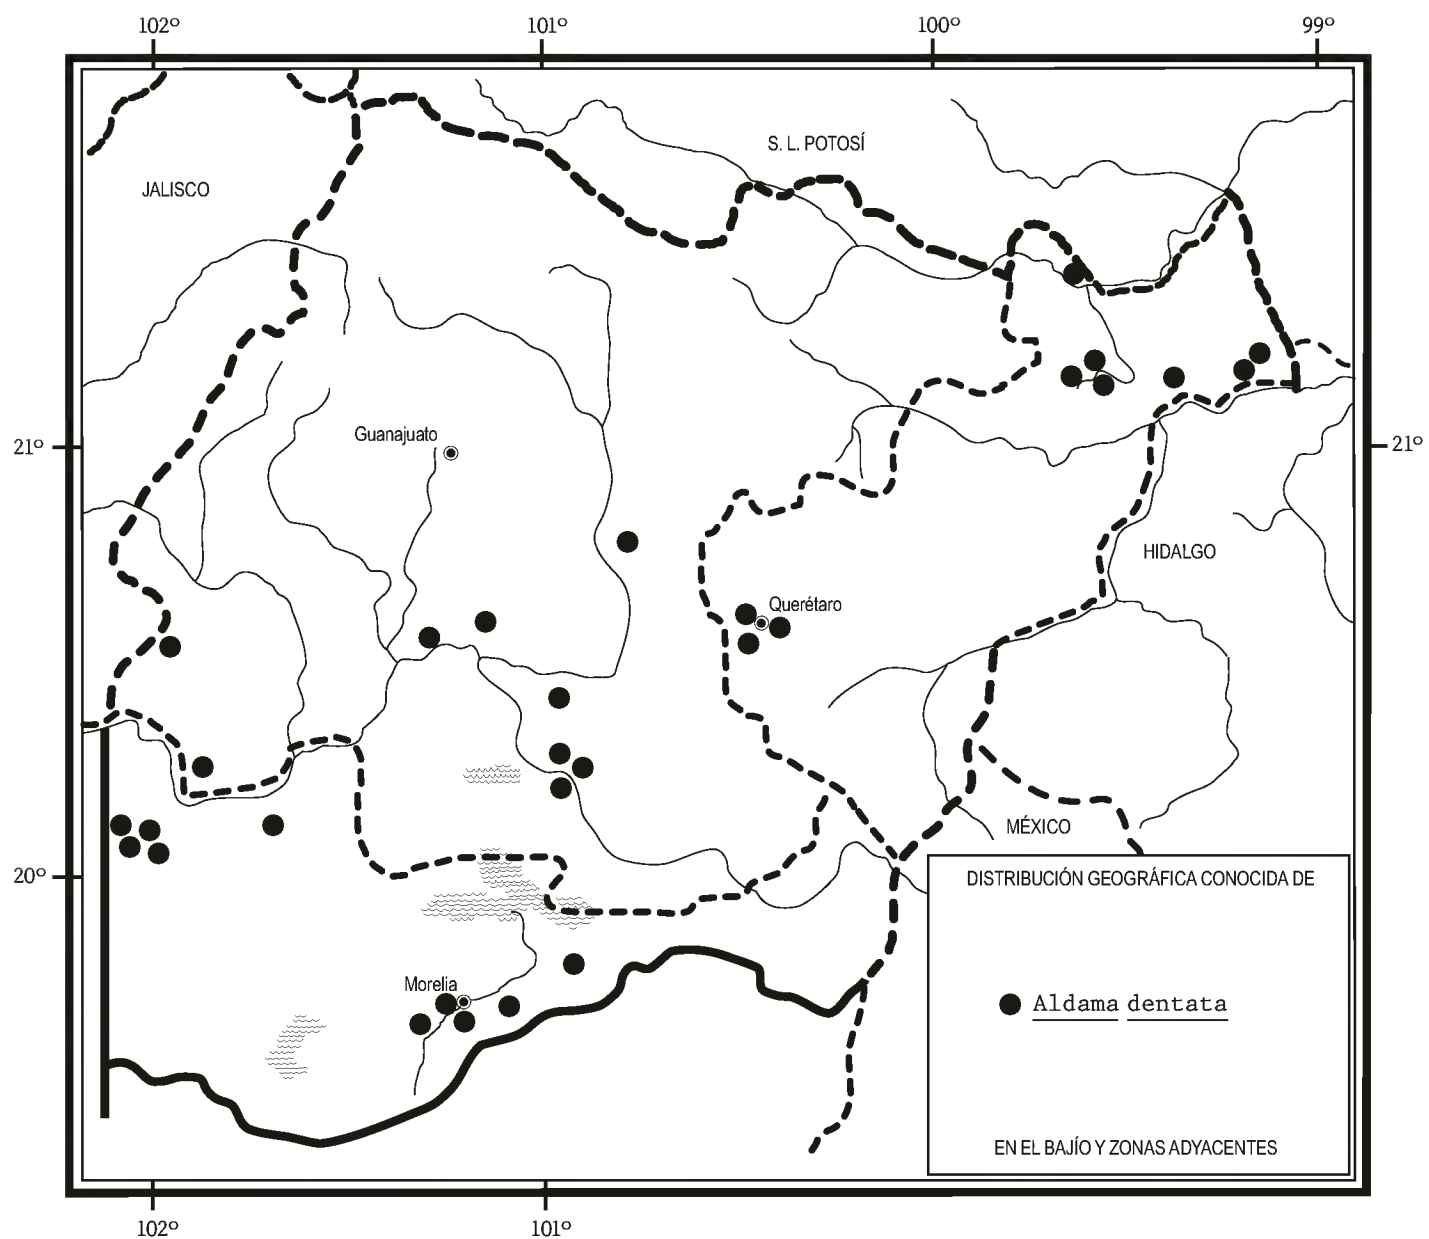 102º 101º 100º 99º
S. L. POTOSÍ
JALISCO
Guanajuato
21º 21º
HIDALGO
Querétaro
MÉXICO
20º
DISTRIBUCIÓN GEOGRÁFICA CONOCIDA DE
Morelia
Aldama dentata
EN EL BAJÍO Y ZONAS ADYACENTES
102º 101º